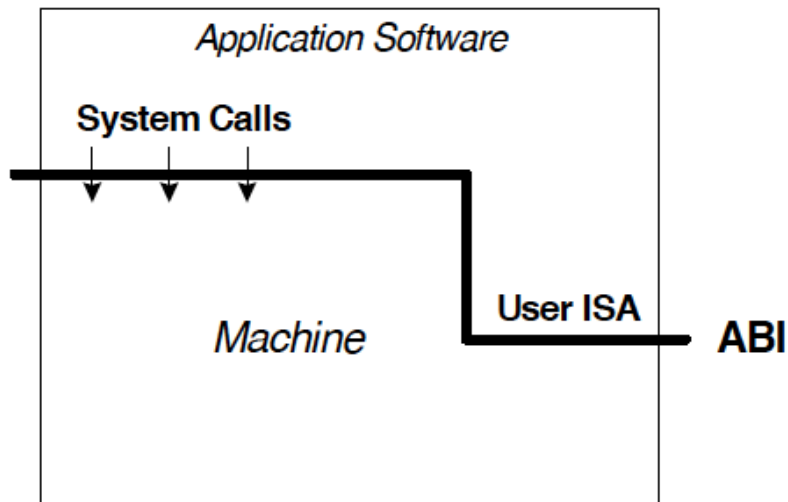 Application Software
System Calls
User ISA
Machine
ABI